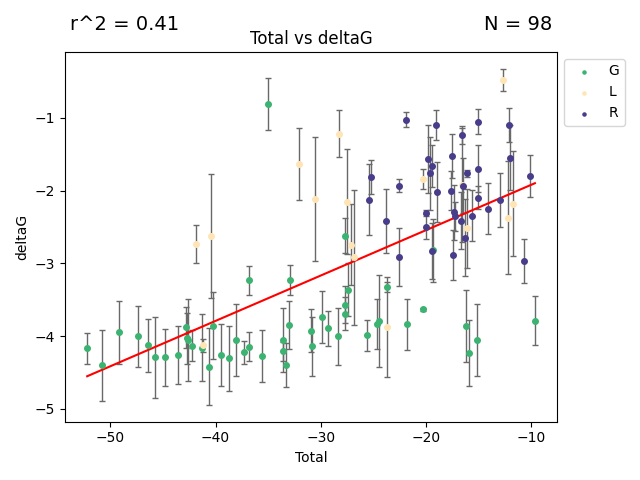 r^2 = 0.41 N = 98
Total vs deltaG
G
L
R
−1
−2
−3
−4
−5
deltaG
−50 −40 −30 −20 −10
Total